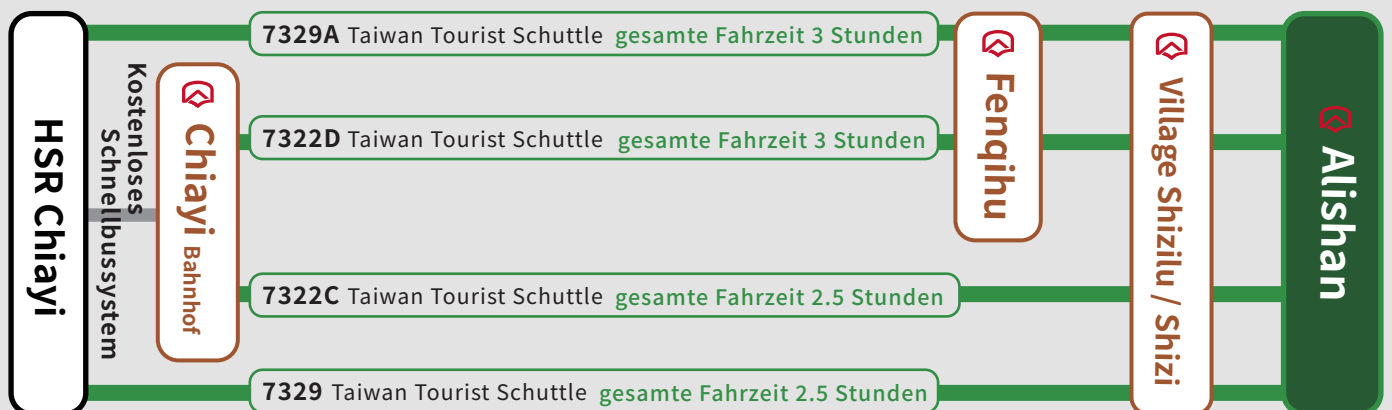 HSR Chiayi
Kostenloses
Schnellbussystem
Chiayi Bahnhof
7329A Taiwan Tourist Schuttle gesamte Fahrzeit 3 Stunden
7322D Taiwan Tourist Schuttle gesamte Fahrzeit 3 Stunden
7322C Taiwan Tourist Schuttle gesamte Fahrzeit 2.5 Stunden
7329 Taiwan Tourist Schuttle gesamte Fahrzeit 2.5 Stunden
Fenqihu
Village Shizilu / Shizi
Alishan